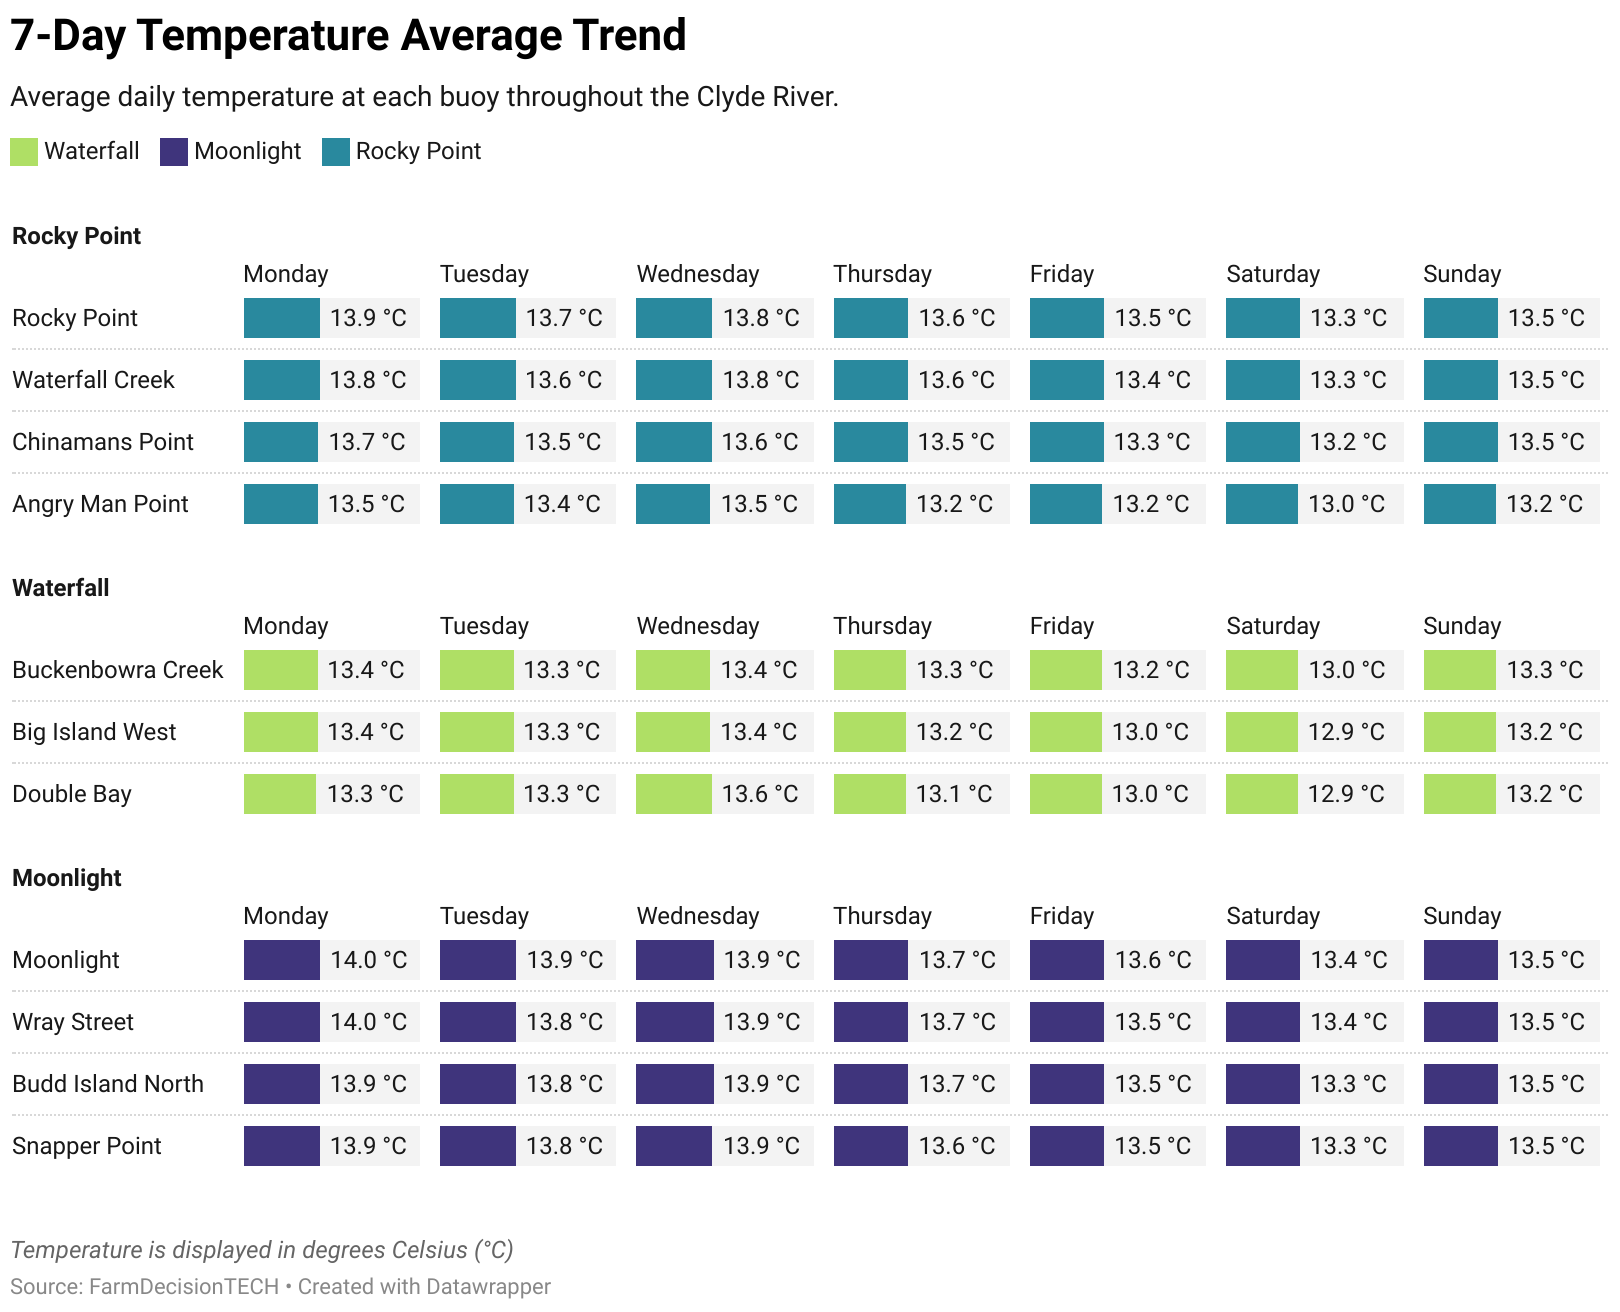 7-Day Temperature Average Trend
Average daily temperature at each buoy throughout the Clyde River.
Waterfall Moonlight Rocky Point
Rocky Point
Monday Tuesday Wednesday Thursday Friday Saturday Sunday
Rocky Point 13.9 °C 13.7 °C 13.8 °C 13.6 °C 13.5 °C 13.3 °C 13.5 °C
Waterfall Creek 13.8 °C 13.6 °C 13.8 °C 13.6 °C 13.4 °C 13.3 °C 13.5 °C
Chinamans Point 13.7 °C 13.5 °C 13.6 °C 13.5 °C 13.3 °C 13.2 °C 13.5 °C
Angry Man Point 13.5 °C 13.4 °C 13.5 °C 13.2 °C 13.2 °C 13.0 °C 13.2 °C
Waterfall
Monday Tuesday Wednesday Thursday Friday Saturday Sunday
Buckenbowra Creek 13.4 °C 13.3 °C 13.4 °C 13.3 °C 13.2 °C 13.0 °C 13.3 °C
Big Island West 13.4 °C 13.3 °C 13.4 °C 13.2 °C 13.0 °C 12.9 °C 13.2 °C
Double Bay 13.3 °C 13.3 °C 13.6 °C 13.1 °C 13.0 °C 12.9 °C 13.2 °C
Moonlight
Monday Tuesday Wednesday Thursday Friday Saturday Sunday
Moonlight 14.0 °C 13.9 °C 13.9 °C 13.7 °C 13.6 °C 13.4 °C 13.5 °C
Wray Street 14.0 °C 13.8 °C 13.9 °C 13.7 °C 13.5 °C 13.4 °C 13.5 °C
Budd Island North 13.9 °C 13.8 °C 13.9 °C 13.7 °C 13.5 °C 13.3 °C 13.5 °C
Snapper Point 13.9 °C 13.8 °C 13.9 °C 13.6 °C 13.5 °C 13.3 °C 13.5 °C
Temperature is displayed in degrees Celsius (°C)
Source: FarmDecisionTECH • Created with Datawrapper